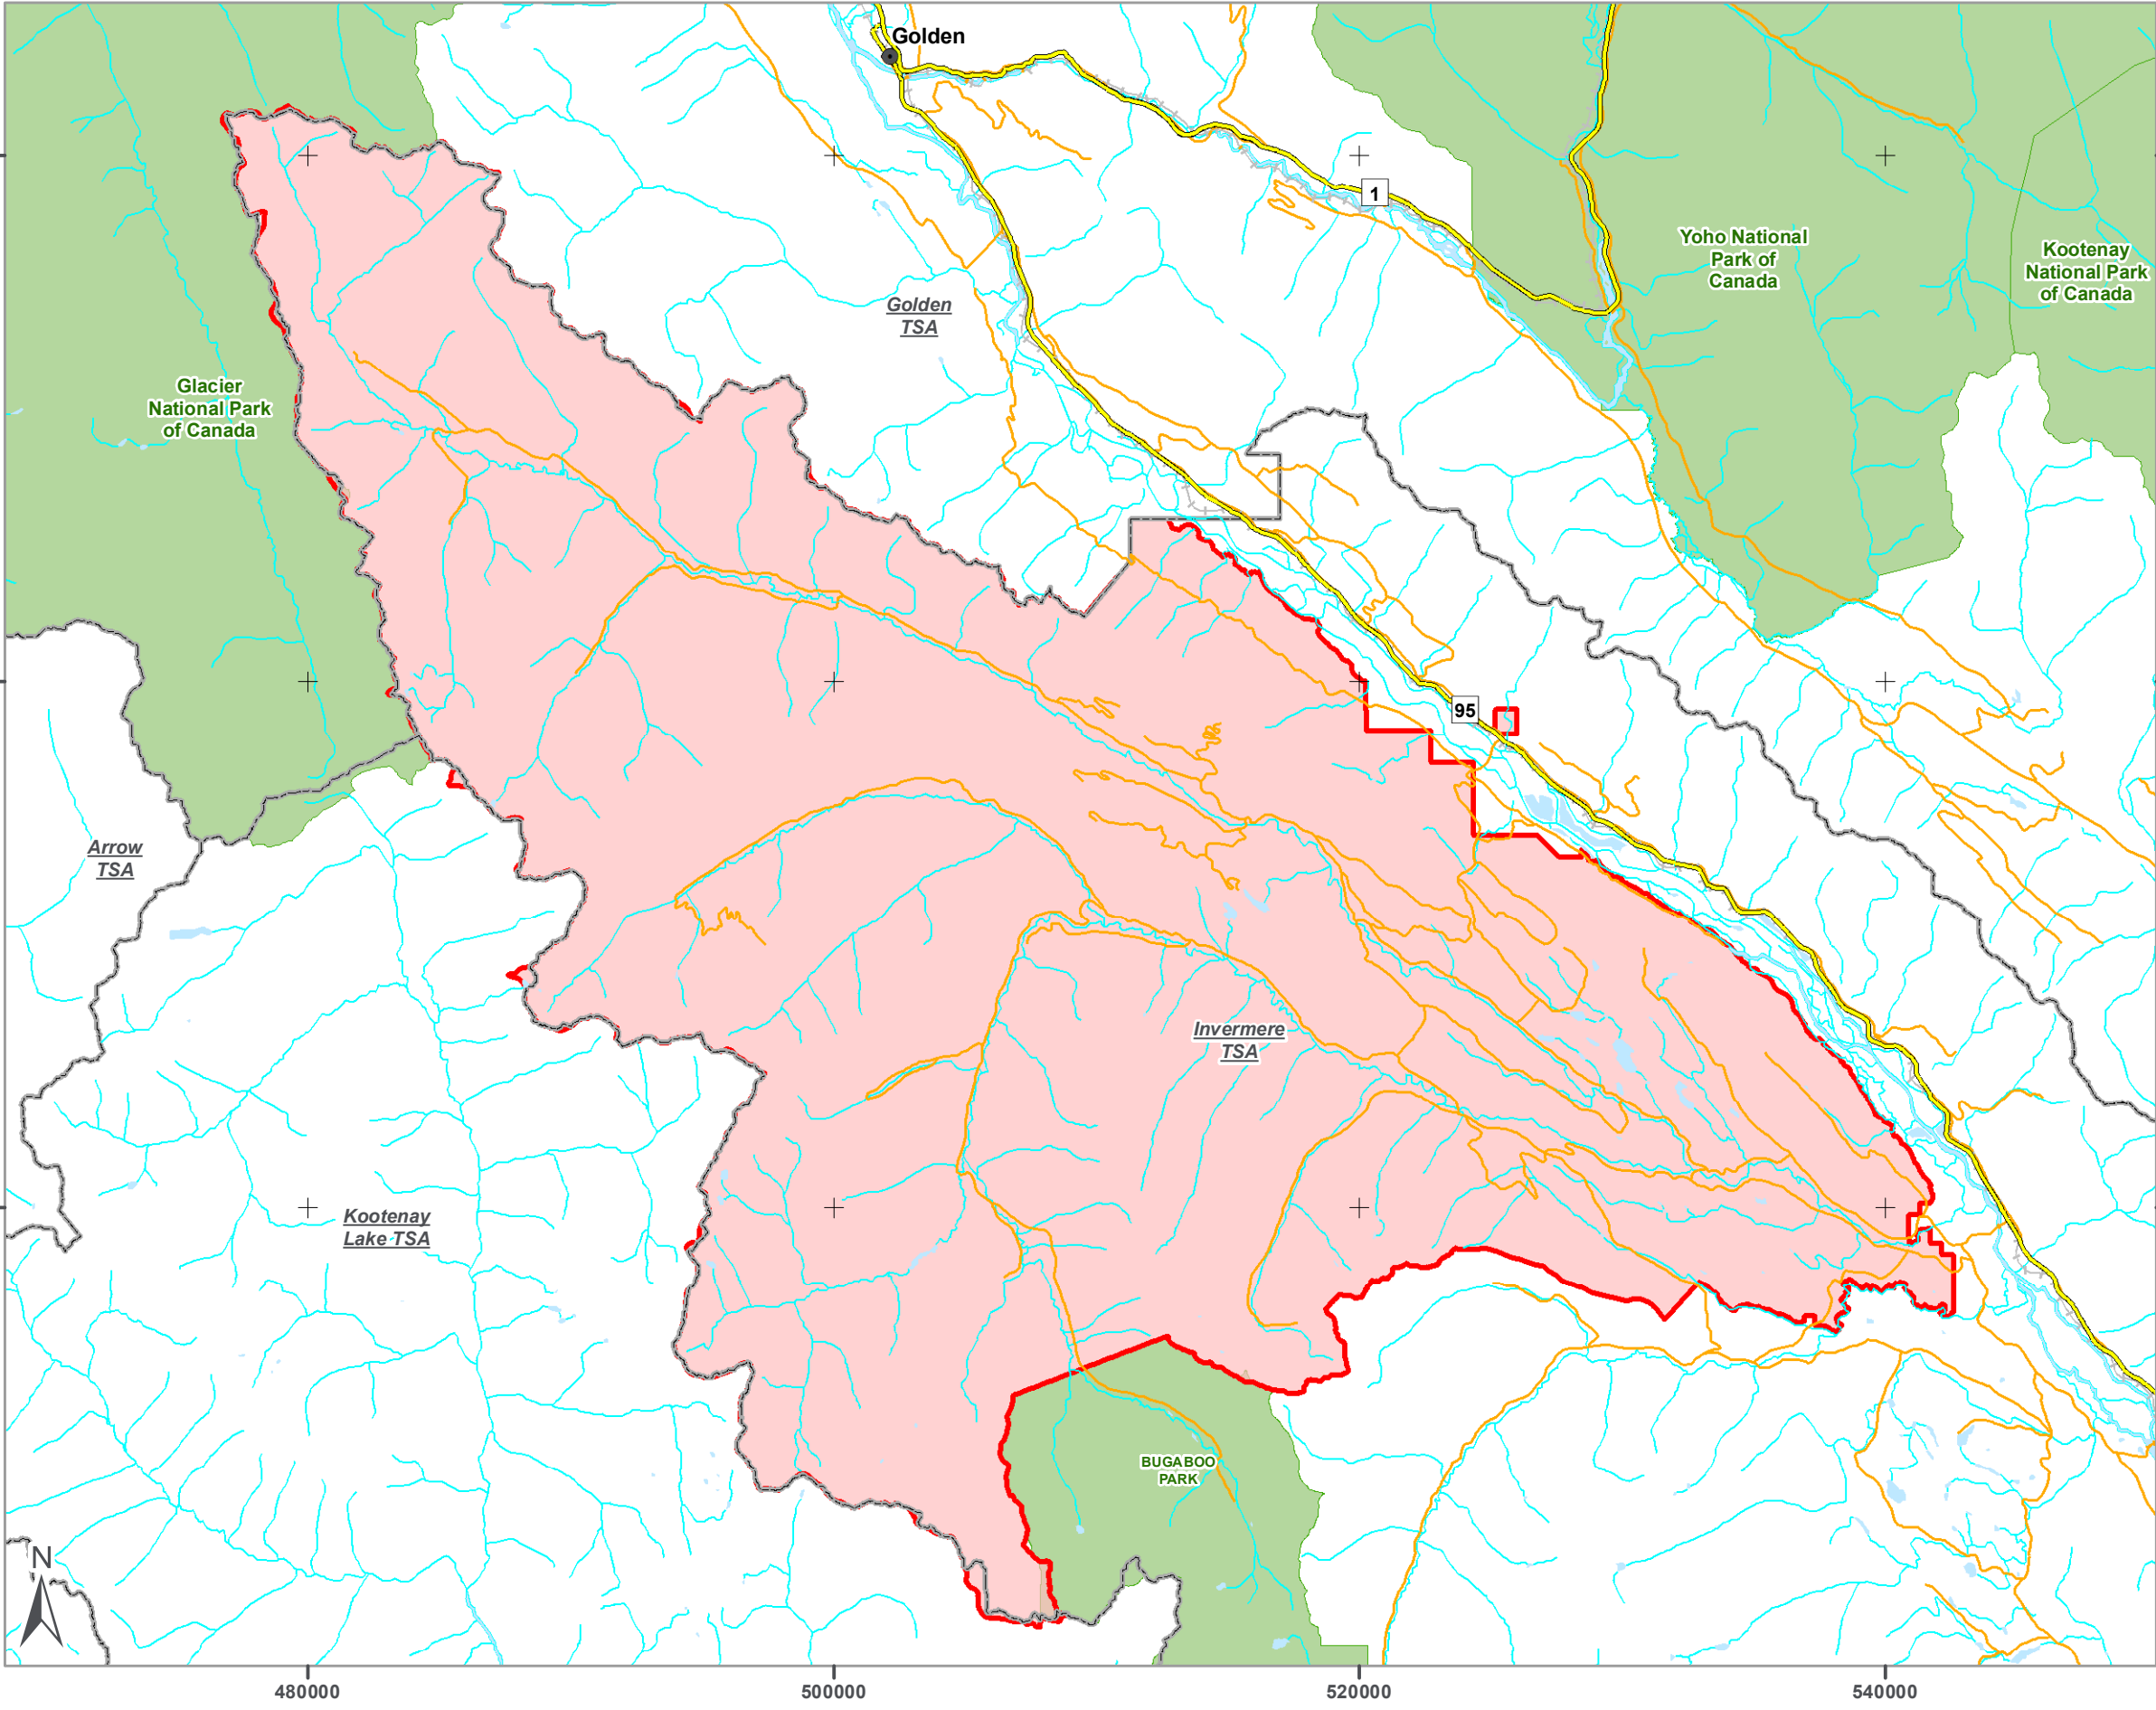 Golden
1
Yoho National
Park of
Canada
Kootenay
National Park
of Canada
Golden
TSA
Glacier
National Park
of Canada
95
Arrow
TSA
Invermere
TSA
Kootenay
Lake TSA
BUGABOO
PARK
N
480000
500000
520000
540000